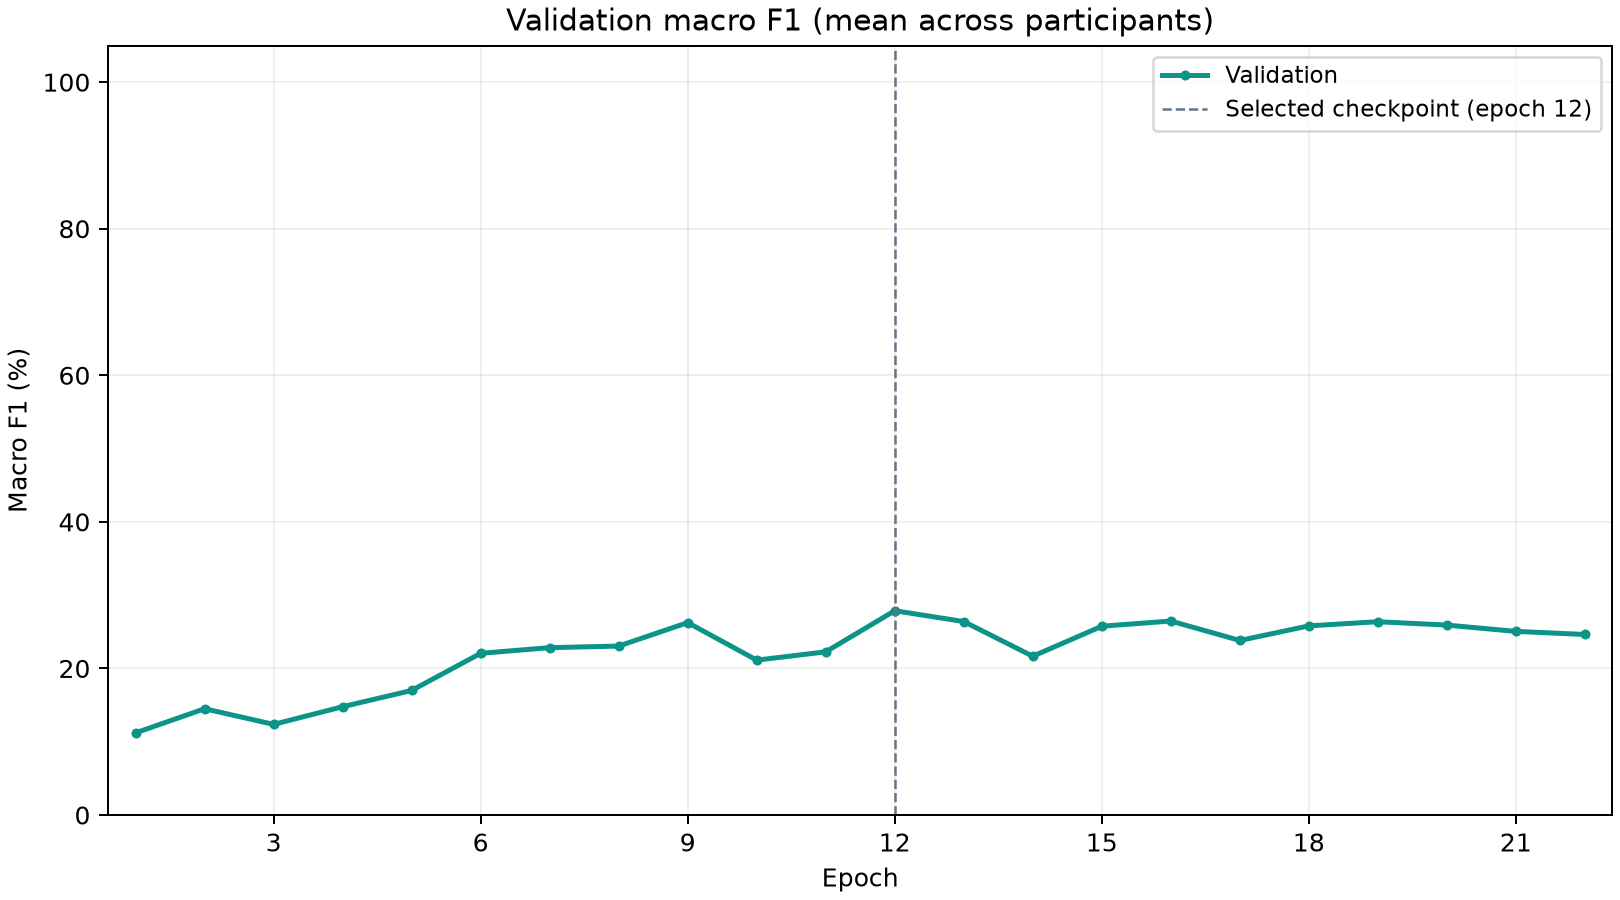 Validation macro F1 (mean across participants)
Validation
Selected checkpoint (epoch 12)
Macro F1 (%)
100
80
60
40
20
0
3 6 9 12 15 18 21
Epoch